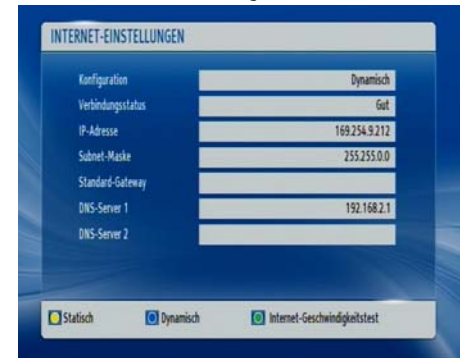 INTERNET-EINSTELLUNGEN
Konfiguration Dynamisch
Verbindungsstatus Gut
IP-Adresse 169.254.9.212
Subnet-Maske 255.255.0.0
Standard-Gateway
DNS-Server 1 192.168.2.1
DNS-Server 2
Statisch Dynamisch Internet-Geschwindigkeitstest